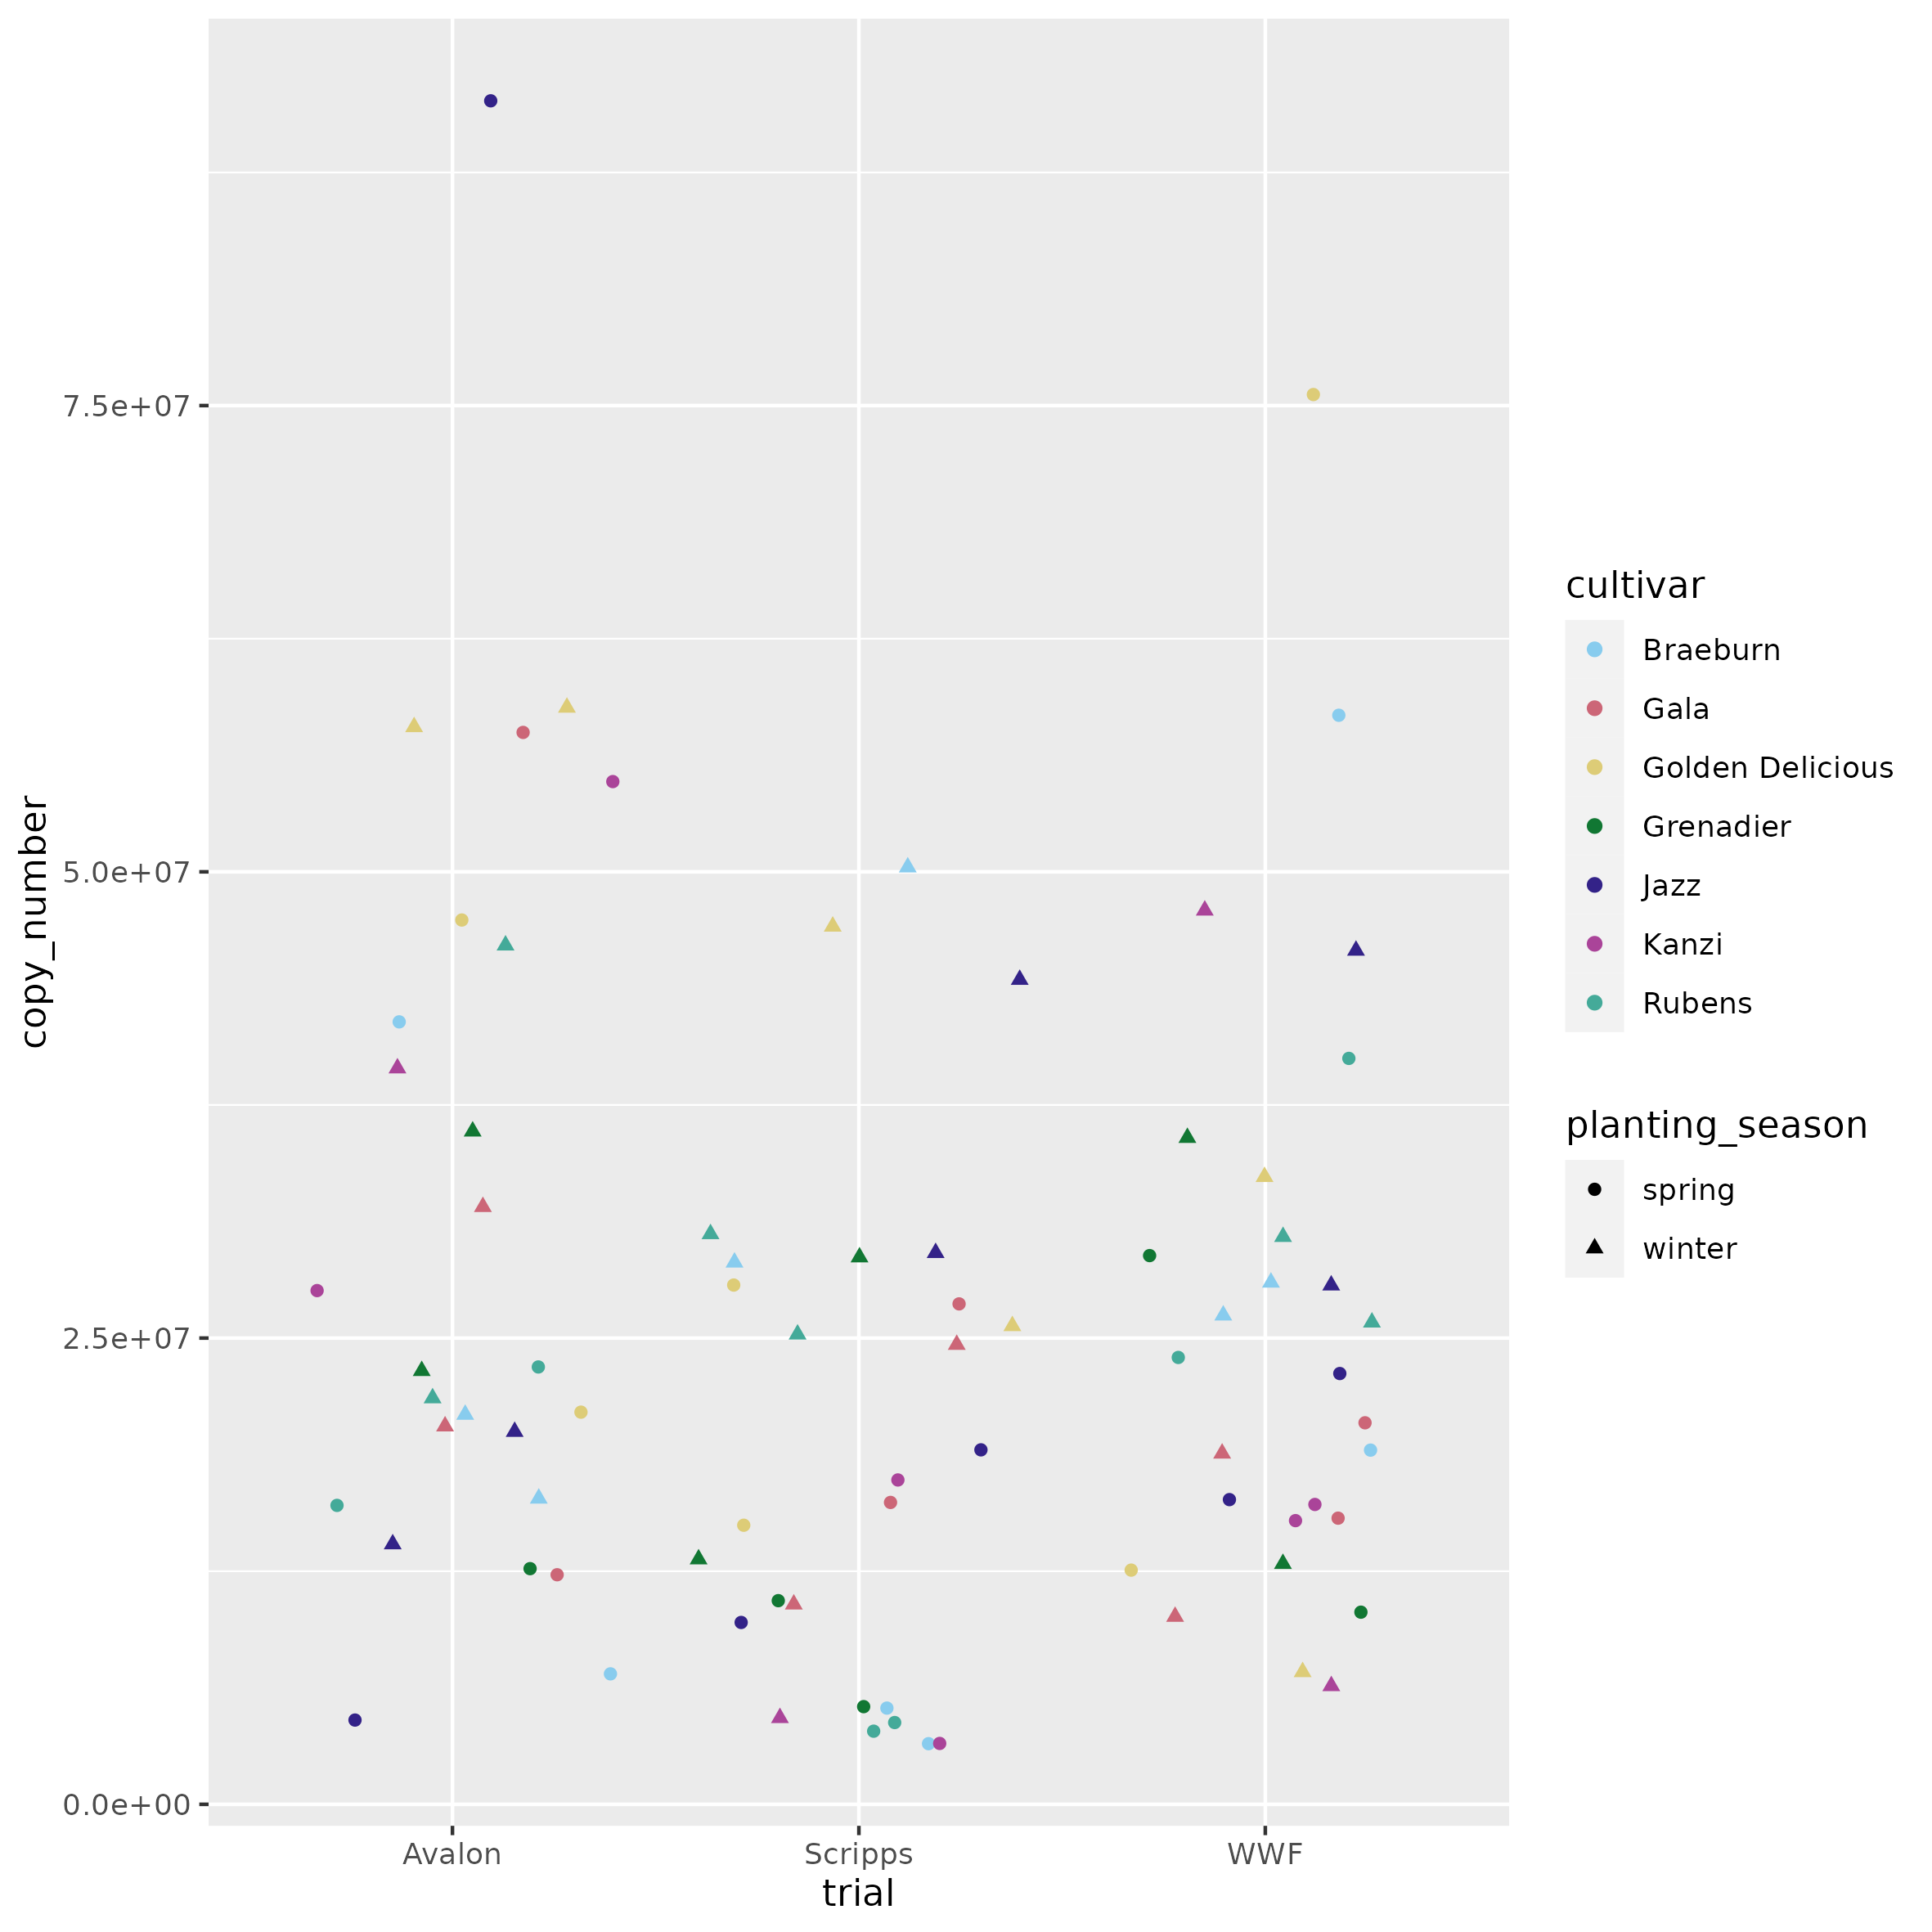 7.5e+07
5.0e+07
2.5e+07
0.0e+00
copy_number
Avalon
Scripps
WWF
trial
cultivar
Braeburn
Gala
Golden Delicious
Grenadier
Jazz
Kanzi
Rubens
planting_season
spring
winter